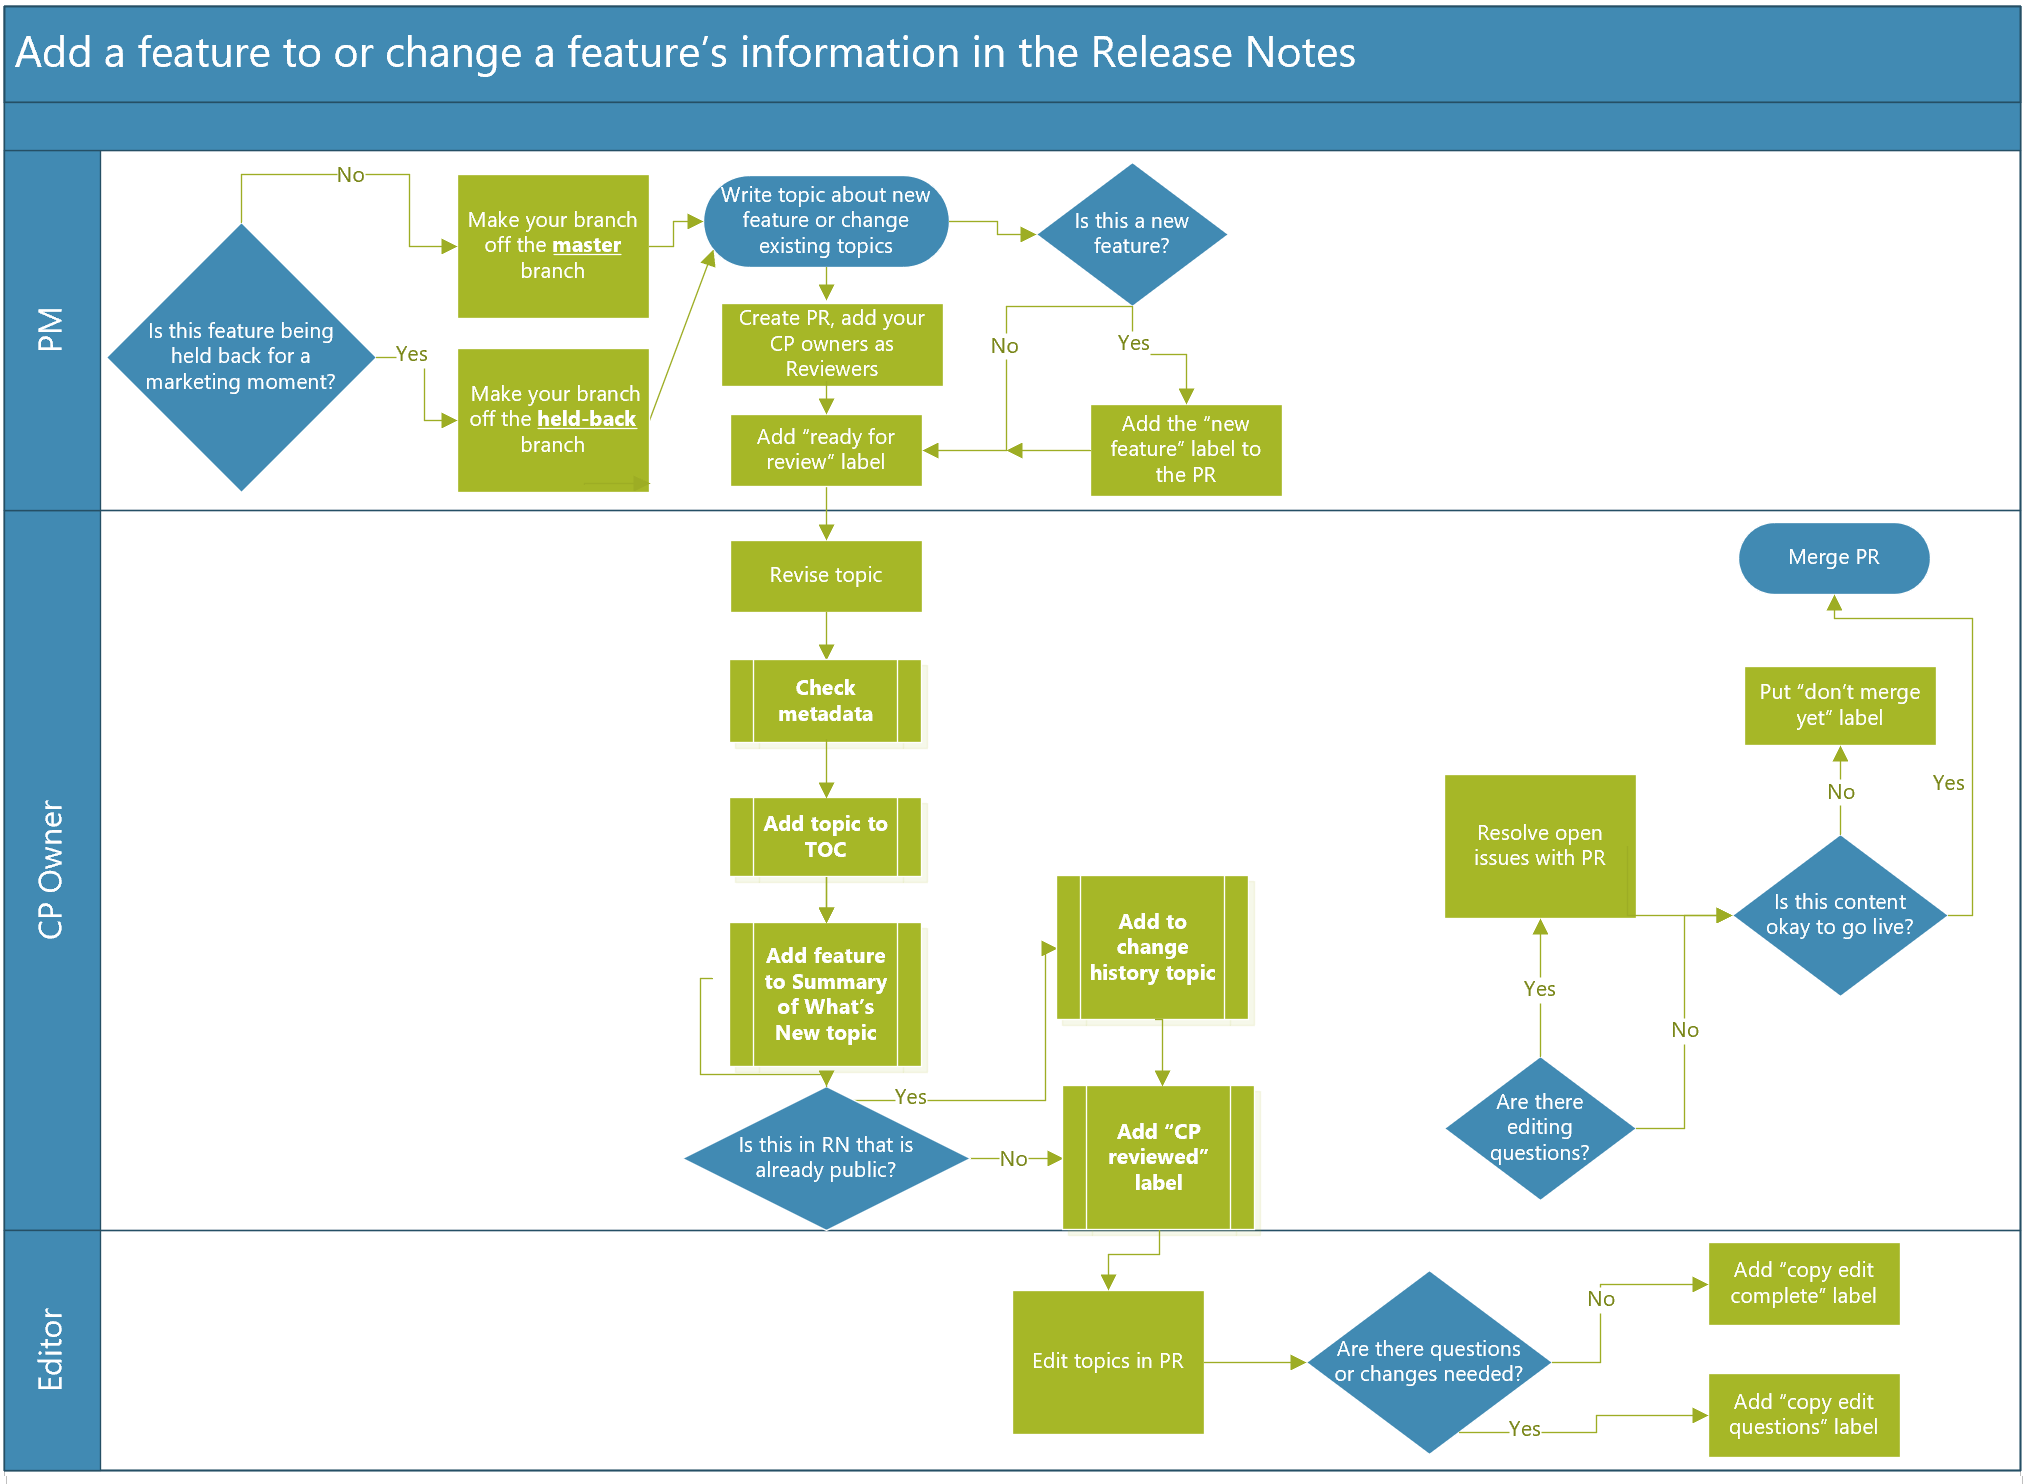 Add a feature to or change a feature’s information in the Release Notes
PM
No
Make your branch
off the master
branch
Write topic about new
feature or change
existing topics
Is this a new
feature?
Is this feature being
held back for a
marketing moment?
Yes
Make your branch
off the held-back
branch
Create PR, add your
CP owners as
Reviewers
No
Yes
Add “ready for
review” label
Add the “new
feature” label to
the PR
CP Owner
Revise topic
Merge PR
Check
metadata
Put “don’t merge
yet” label
Add topic to
TOC
Resolve open
issues with PR
No
Yes
Add feature
to Summary
of What’s
New topic
Add to
change
history topic
Is this content
okay to go live?
Yes
No
Yes
Is this in RN that is
already public?
No
Add “CP
reviewed”
label
Are there
editing
questions?
Editor
Edit topics in PR
Are there questions
or changes needed?
No
Add “copy edit
complete” label
Yes
Add “copy edit
questions” label